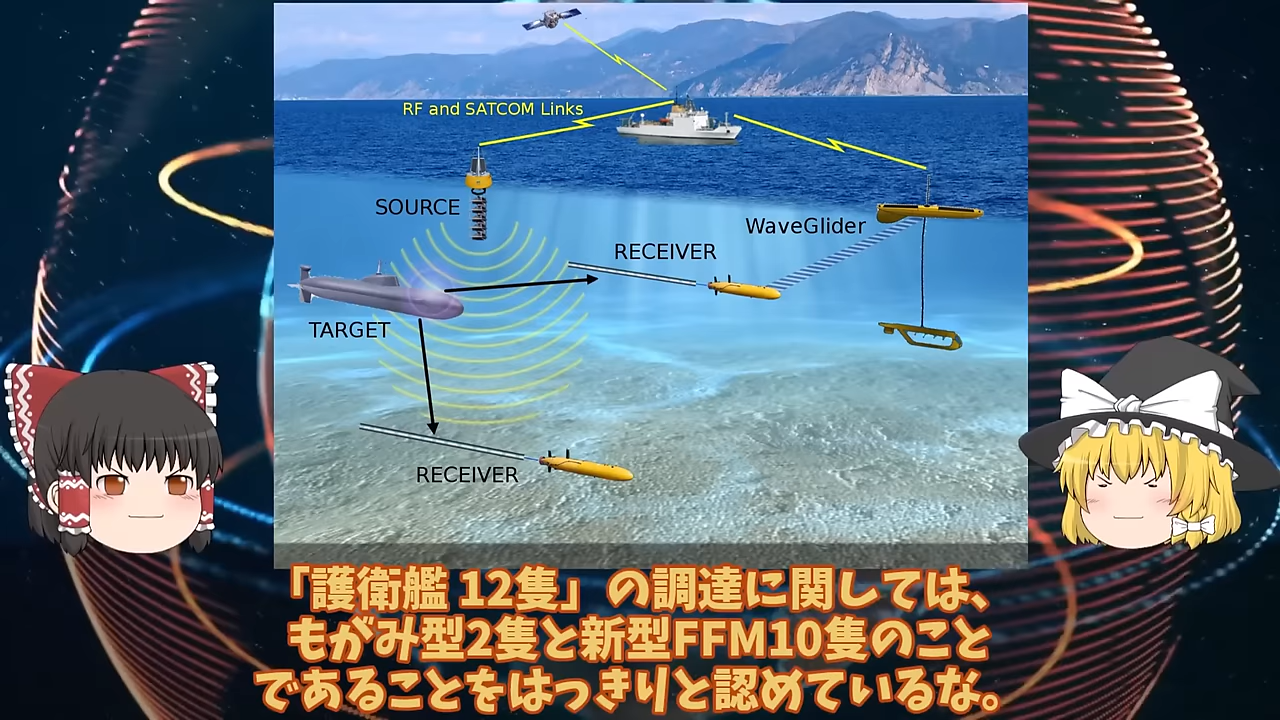 RF and SATCOM Links
SOURCE
WaveGlider
RECEIVER
TARGET
RECEIVER
「護衛艦 12隻」の調達に関しては、
もがみ型2隻と新型FFM10隻のこと
であることをはっきりと認めているな。